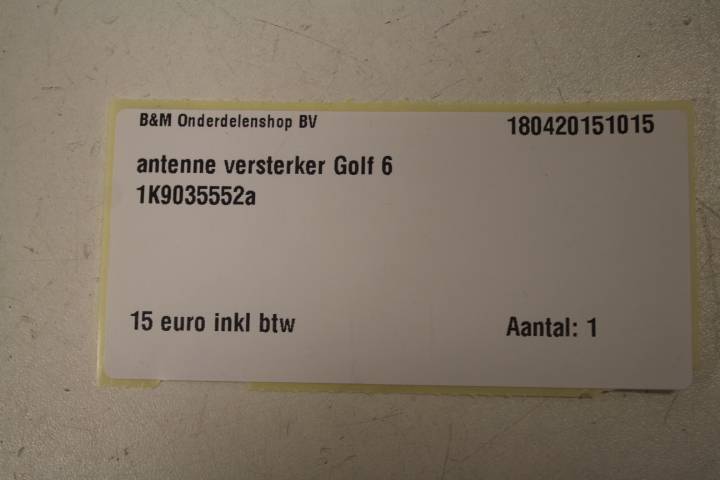 B&M Onderdelenshop BV 180420151015
antenne versterker Golf 6
1K9035552a
15 euro inkl btw Aantal: 1